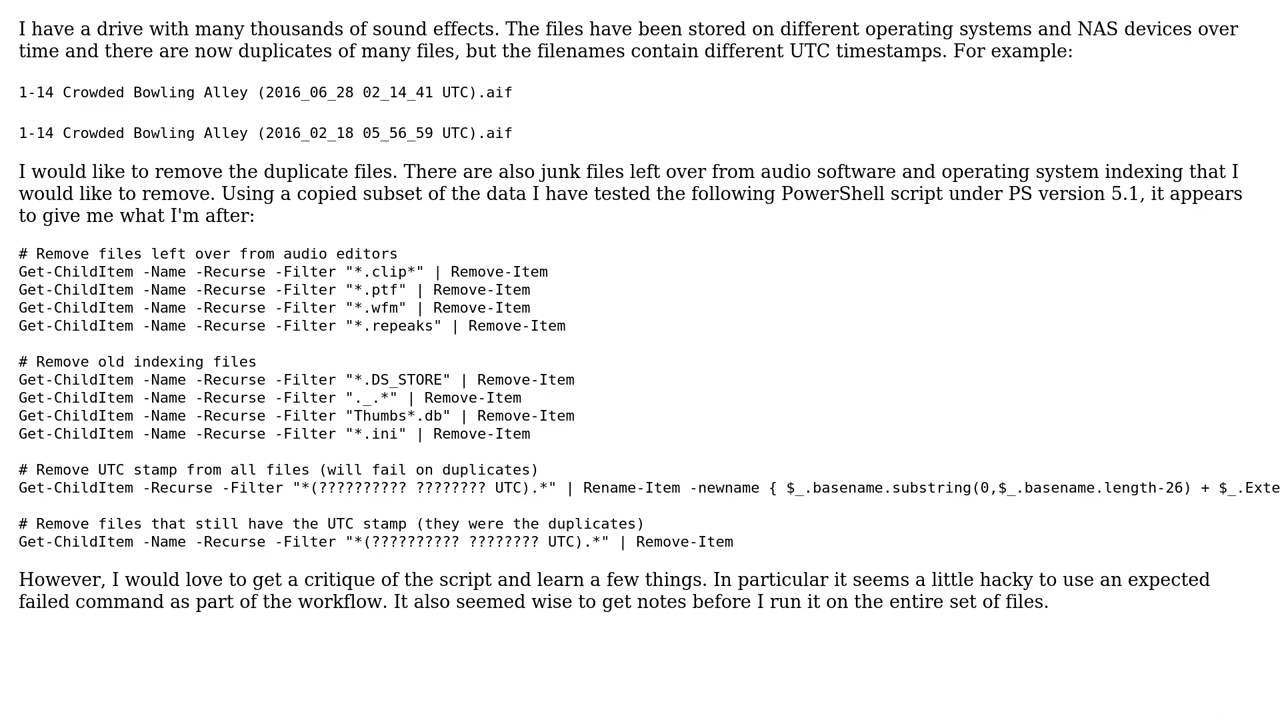 I have a drive with many thousands of sound effects. The files have been stored on different operating systems and NAS devices over
time and there are now duplicates of many files, but the filenames contain different UTC timestamps. For example:
1-14 Crowded Bowling Alley (2016_06_28 02_14_41 UTC).aif
1-14 Crowded Bowling Alley (2016_02_18 05_56_59 UTC).aif
I would like to remove the duplicate files. There are also junk files left over from audio software and operating system indexing that I
would like to remove. Using a copied subset of the data I have tested the following PowerShell script under PS version 5.1, it appears
to give me what I'm after:
# Remove files left over from audio editors
Get-ChildItem -Name -Recurse -Filter "*.clip*" | Remove-Item
Get-ChildItem -Name -Recurse -Filter "*.ptf" | Remove-Item
Get-ChildItem -Name -Recurse -Filter "*.wfm" | Remove-Item
Get-ChildItem -Name -Recurse -Filter "*.repeaks" | Remove-Item
# Remove old indexing files
Get-ChildItem -Name -Recurse -Filter "*.DS_STORE" | Remove-Item
Get-ChildItem -Name -Recurse -Filter "._.*" | Remove-Item
Get-ChildItem -Name -Recurse -Filter "Thumbs*.db" | Remove-Item
Get-ChildItem -Name -Recurse -Filter "*.ini" | Remove-Item
# Remove UTC stamp from all files (will fail on duplicates)
Get-ChildItem -Recurse -Filter "*(?????????? ???????? UTC).*" | Rename-Item -newname { $_.basename.substring(0,$_.basename.length-26) + $_.Exte
# Remove files that still have the UTC stamp (they were the duplicates)
Get-ChildItem -Name -Recurse -Filter "*(?????????? ???????? UTC).*" | Remove-Item
However, I would love to get a critique of the script and learn a few things. In particular it seems a little hacky to use an expected
failed command as part of the workflow. It also seemed wise to get notes before I run it on the entire set of files.